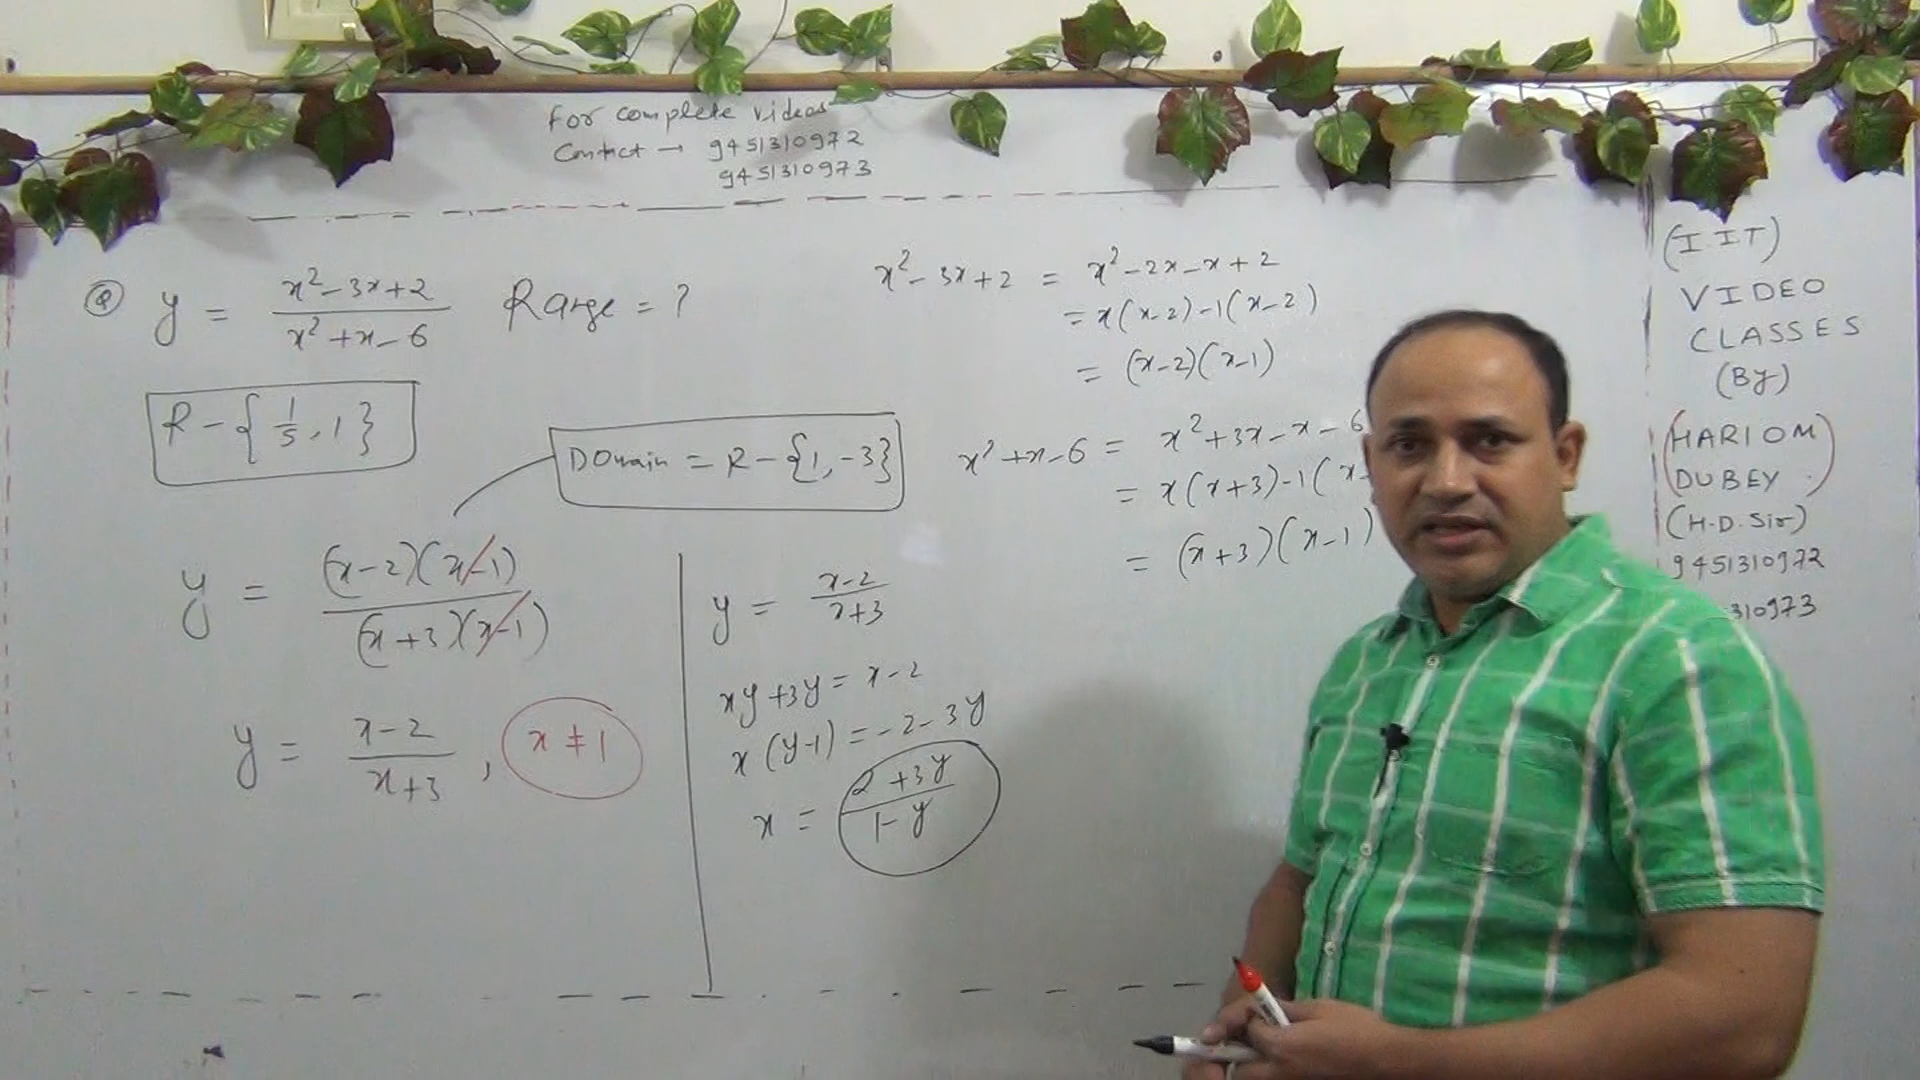 For complete videos
Contact → 9451310972
9451310973
(Q) y = (x²-3x+2)/(x²+x-6) Range = ?
R - {1/5, 1}
Domain = R - {1, -3}
y = (x-2)(x-1)/(x+3)(x-1)
y = (x-2)/(x+3), x ≠ 1
y = (x-2)/(x+3)
xy+3y = x-2
x(y-1) = -2-3y
x = (2+3y)/(1-y)
x²-3x+2 = x²-2x-x+2
= x(x-2)-1(x-2)
= (x-2)(x-1)
x²+x-6 = x²+3x-x-6
= x(x+3)-1(x-
= (x+3)(x-1)
(I.IT)
VIDEO
CLASSES
(By)
(HARIOM
DUBEY.)
(H.D. Sir)
9451310972
310973